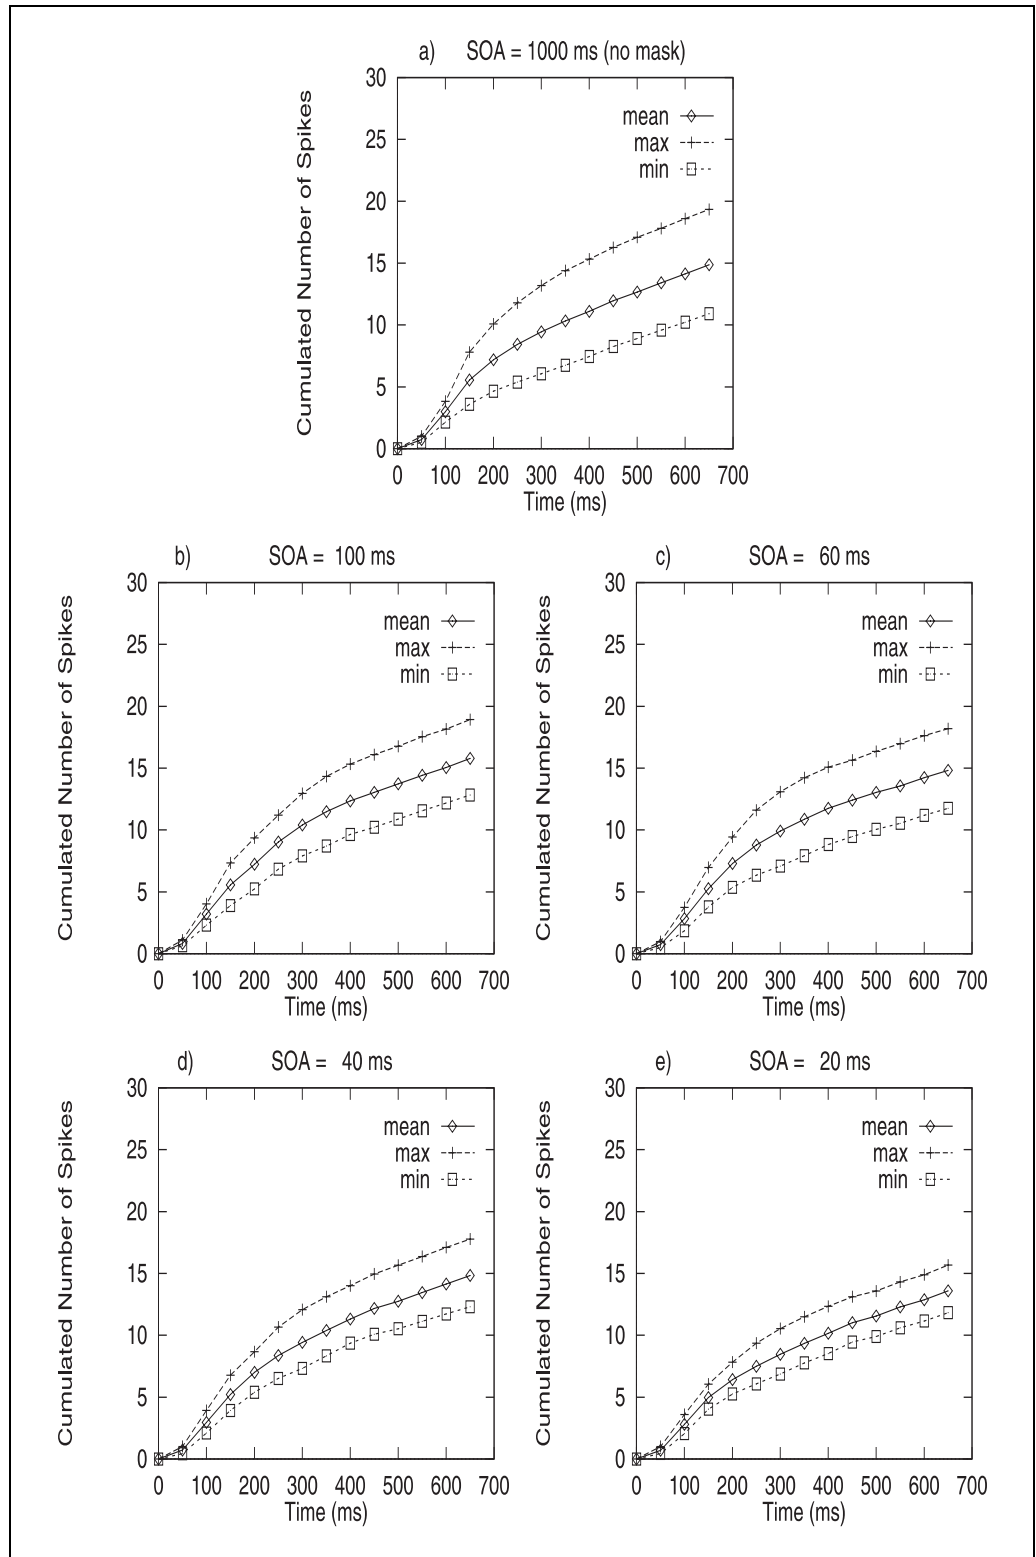 a) SOA = 1000 ms (no mask)
30
25
20
15
10
5
0
Cumulated Number of Spikes
mean
max
min
0 100 200 300 400 500 600 700
Time (ms)
b) SOA = 100 ms
30
25
20
15
10
5
0
Cumulated Number of Spikes
mean
max
min
0 100 200 300 400 500 600 700
Time (ms)
c) SOA = 60 ms
30
25
20
15
10
5
0
Cumulated Number of Spikes
mean
max
min
0 100 200 300 400 500 600 700
Time (ms)
d) SOA = 40 ms
30
25
20
15
10
5
0
Cumulated Number of Spikes
mean
max
min
0 100 200 300 400 500 600 700
Time (ms)
e) SOA = 20 ms
30
25
20
15
10
5
0
Cumulated Number of Spikes
mean
max
min
0 100 200 300 400 500 600 700
Time (ms)